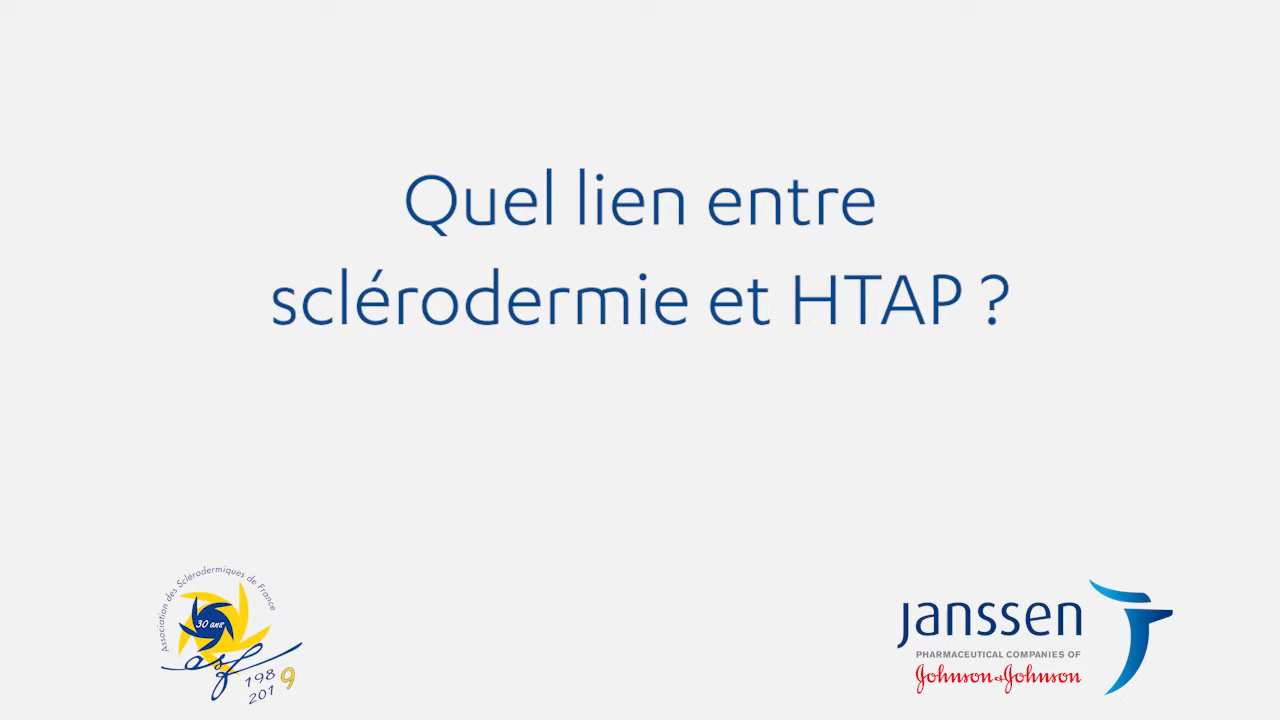 Quel lien entre
sclérodermie et HTAP ?
Association des Sclérodermiques de France
30 ans
asf
198
201 9
Janssen
PHARMACEUTICAL COMPANIES OF
Johnson & Johnson